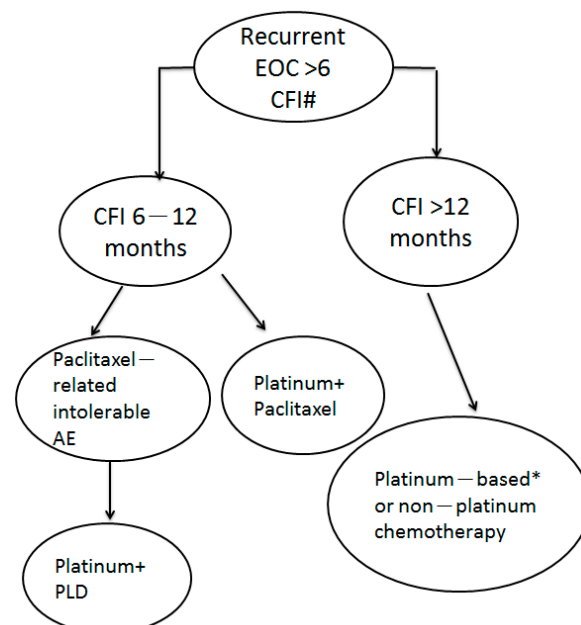 Recurrent
EOC >6
CFI#
CFI 6—12
months
CFI >12
months
Paclitaxel—
related
intolerable
AE
Platinum+
Paclitaxel
Platinum—based*
or non—platinum
chemotherapy
Platinum+
PLD